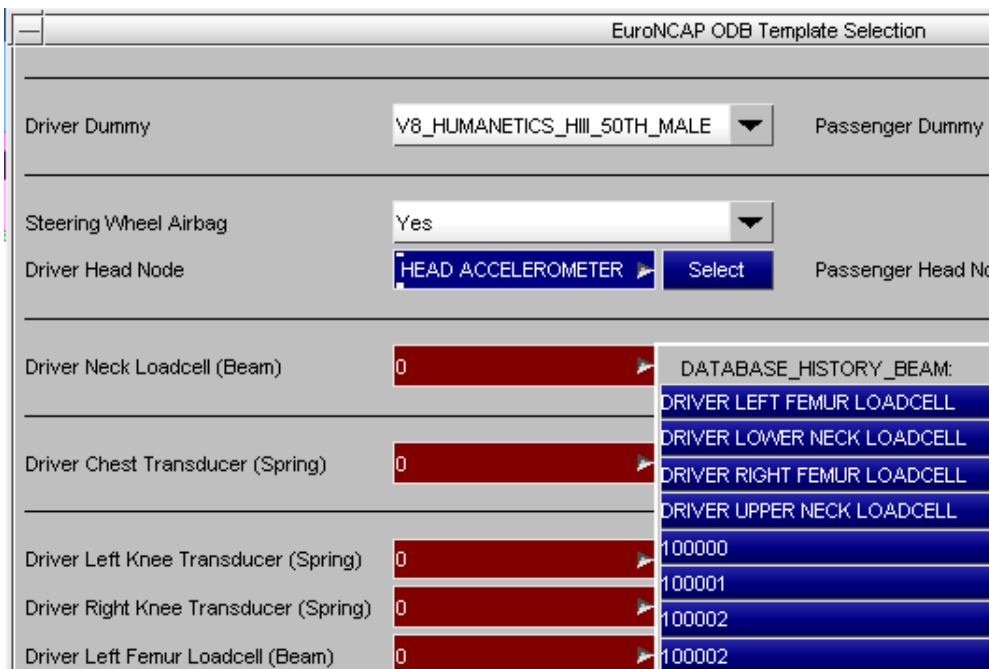 EuroNCAP ODB Template Selection
Driver Dummy V8_HUMANETICS_HIII_50TH_MALE Passenger Dummy
Steering Wheel Airbag Yes
Driver Head Node HEAD ACCELEROMETER Select Passenger Head No
Driver Neck Loadcell (Beam) 0 DATABASE_HISTORY_BEAM:
DRIVER LEFT FEMUR LOADCELL
DRIVER LOWER NECK LOADCELL
Driver Chest Transducer (Spring) 0 DRIVER RIGHT FEMUR LOADCELL
DRIVER UPPER NECK LOADCELL
Driver Left Knee Transducer (Spring) 0 100000
100001
Driver Right Knee Transducer (Spring) 0 100002
Driver Left Femur Loadcell (Beam) 0 100002